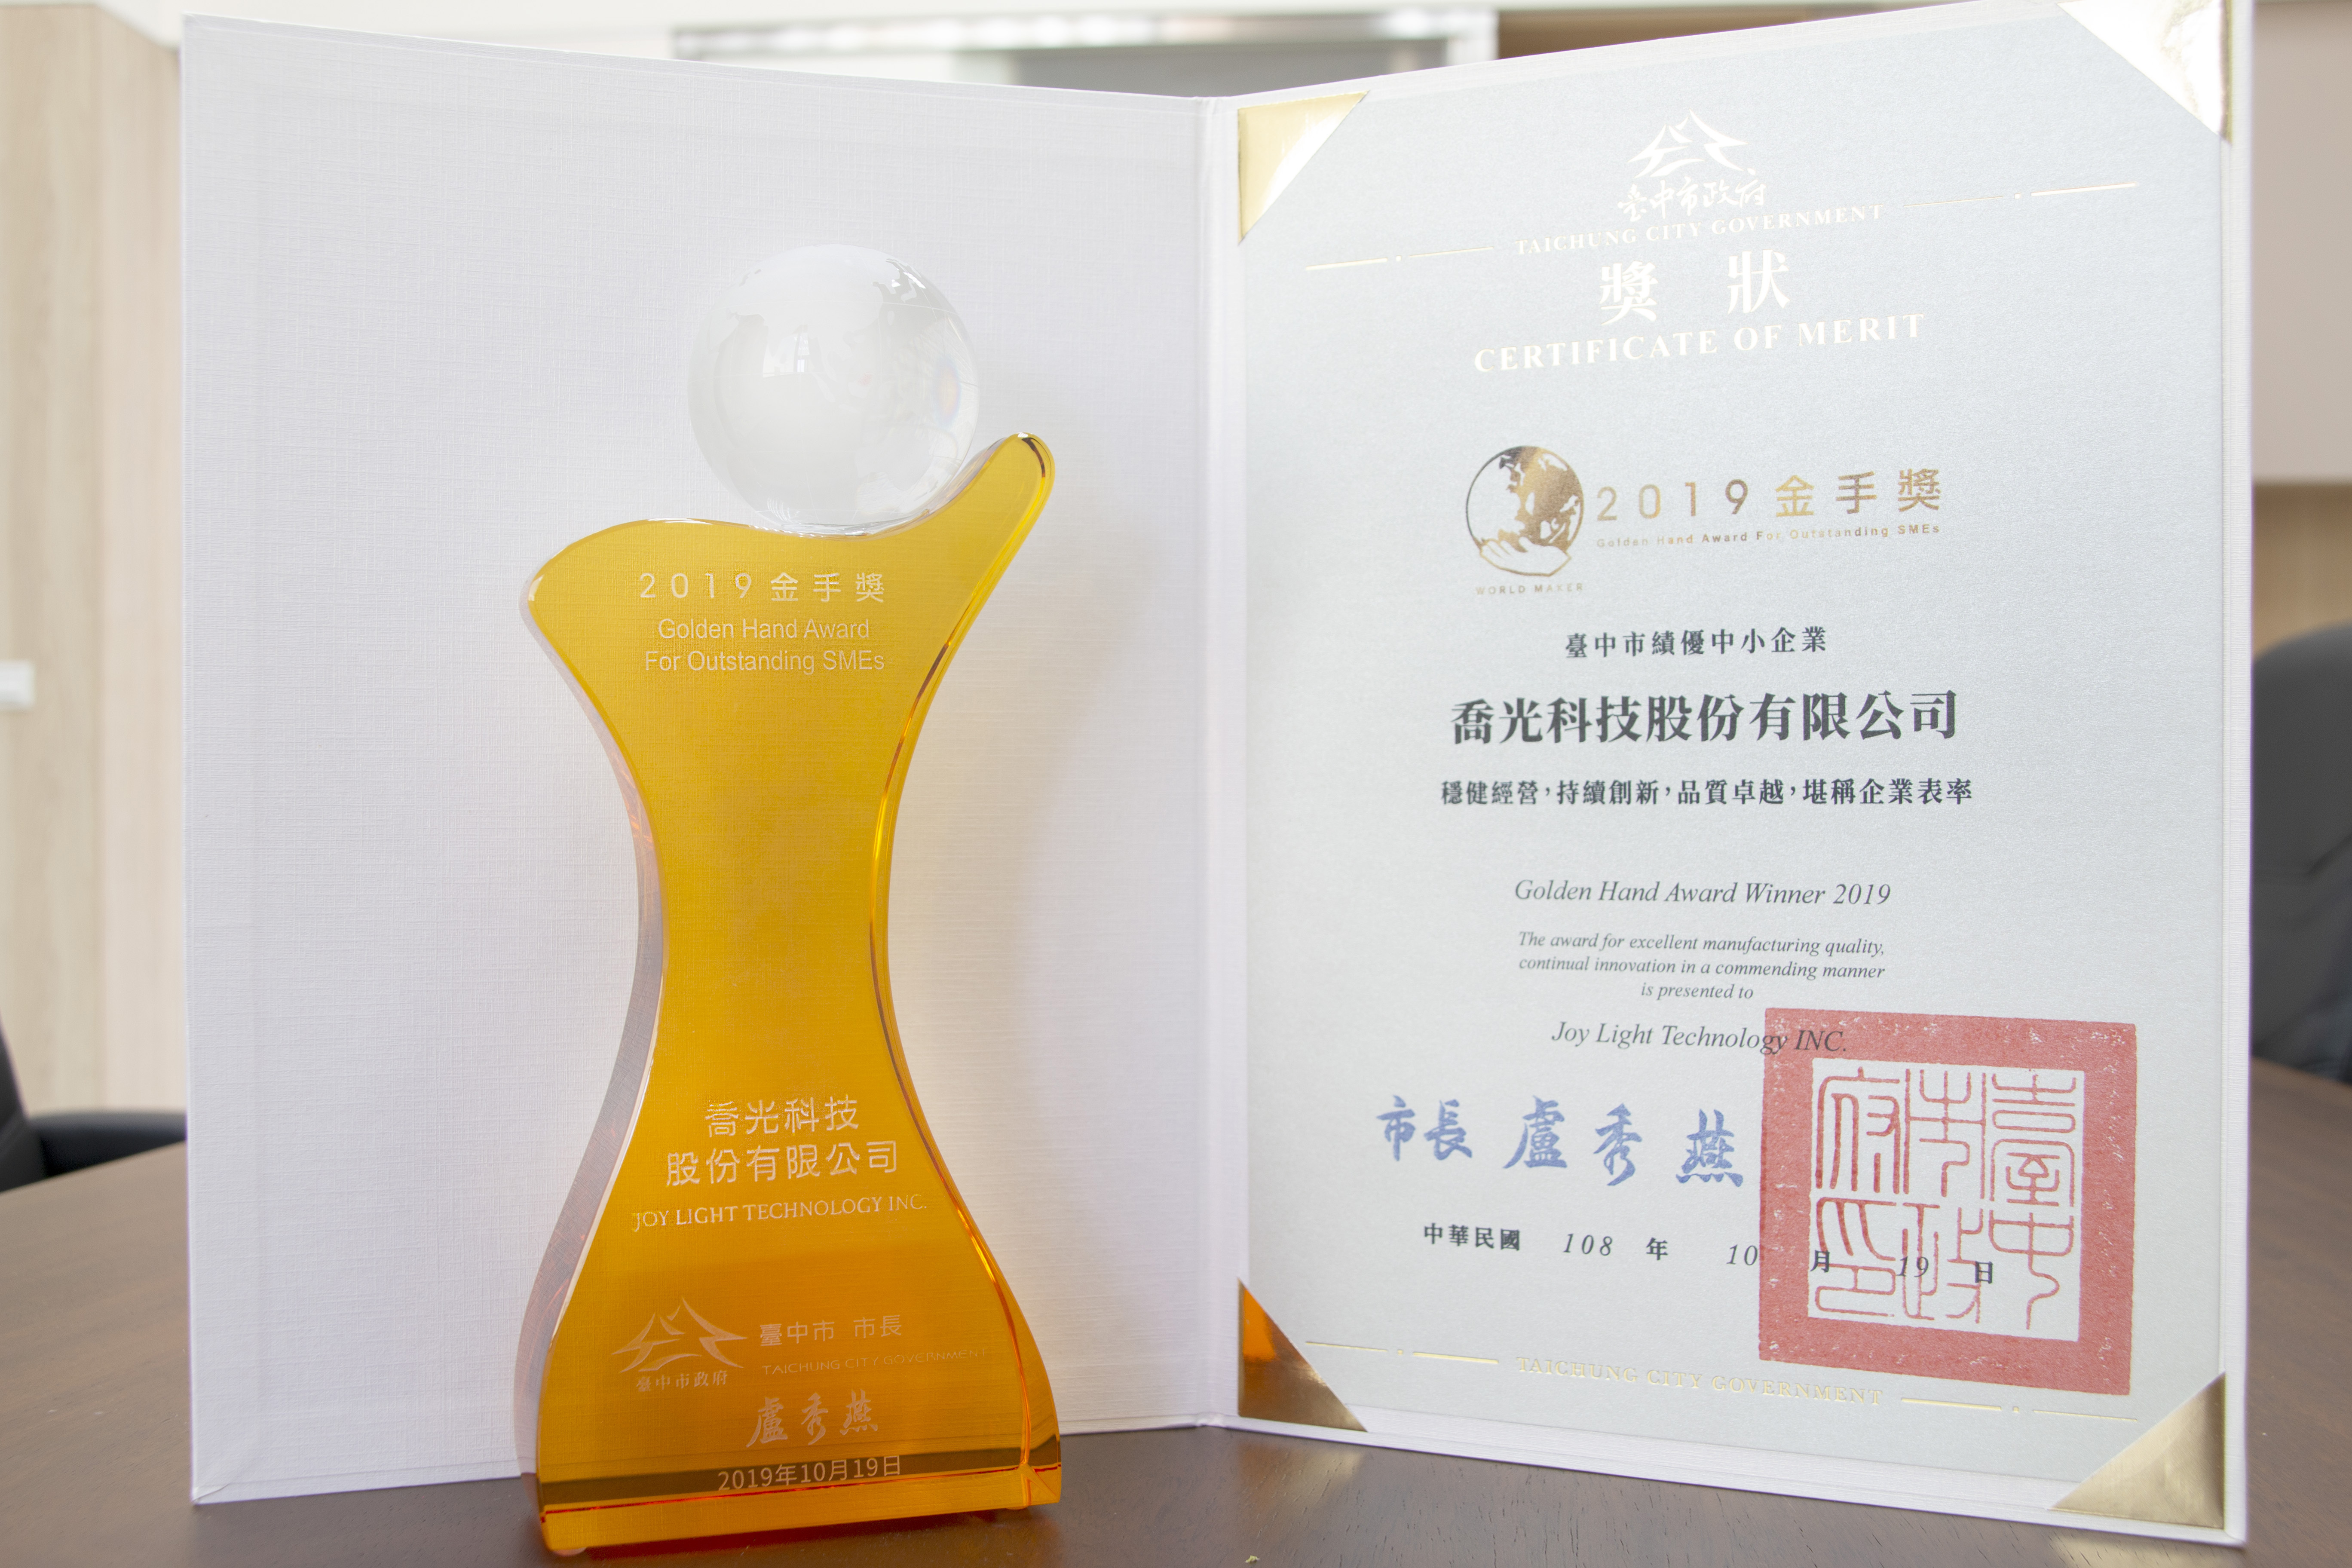 2019 金手獎
Golden Hand Award
For Outstanding SMEs
喬光科技
股份有限公司
JOY LIGHT TECHNOLOGY INC.
臺中市 市長
TAICHUNG CITY GOVERNMENT
臺中市政府
盧秀燕
2019年10月19日
臺中市政府
TAICHUNG CITY GOVERNMENT
獎狀
CERTIFICATE OF MERIT
2019金手獎
Golden Hand Award For Outstanding SMEs
WORLD MAKER
臺中市績優中小企業
喬光科技股份有限公司
穩健經營，持續創新，品質卓越，堪稱企業表率
Golden Hand Award Winner 2019
The award for excellent manufacturing quality,
continual innovation in a commending manner
is presented to
Joy Light Technology INC.
市長 盧秀燕
臺中市政府印
中華民國 108 年 10 月 19 日
TAICHUNG CITY GOVERNMENT